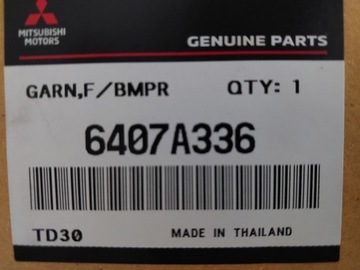 MITSUBISHI
MOTORS
GENUINE PARTS
GARN,F/BMPR QTY: 1
6407A336
TD30 MADE IN THAILAND